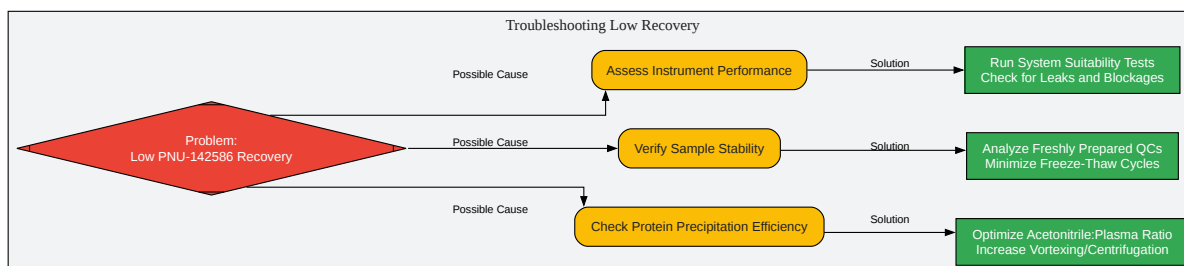 Troubleshooting Low Recovery
Problem:
Low PNU-142586 Recovery
Possible Cause
Assess Instrument Performance
Solution
Run System Suitability Tests
Check for Leaks and Blockages
Possible Cause
Verify Sample Stability
Solution
Analyze Freshly Prepared QCs
Minimize Freeze-Thaw Cycles
Possible Cause
Check Protein Precipitation Efficiency
Solution
Optimize Acetonitrile:Plasma Ratio
Increase Vortexing/Centrifugation